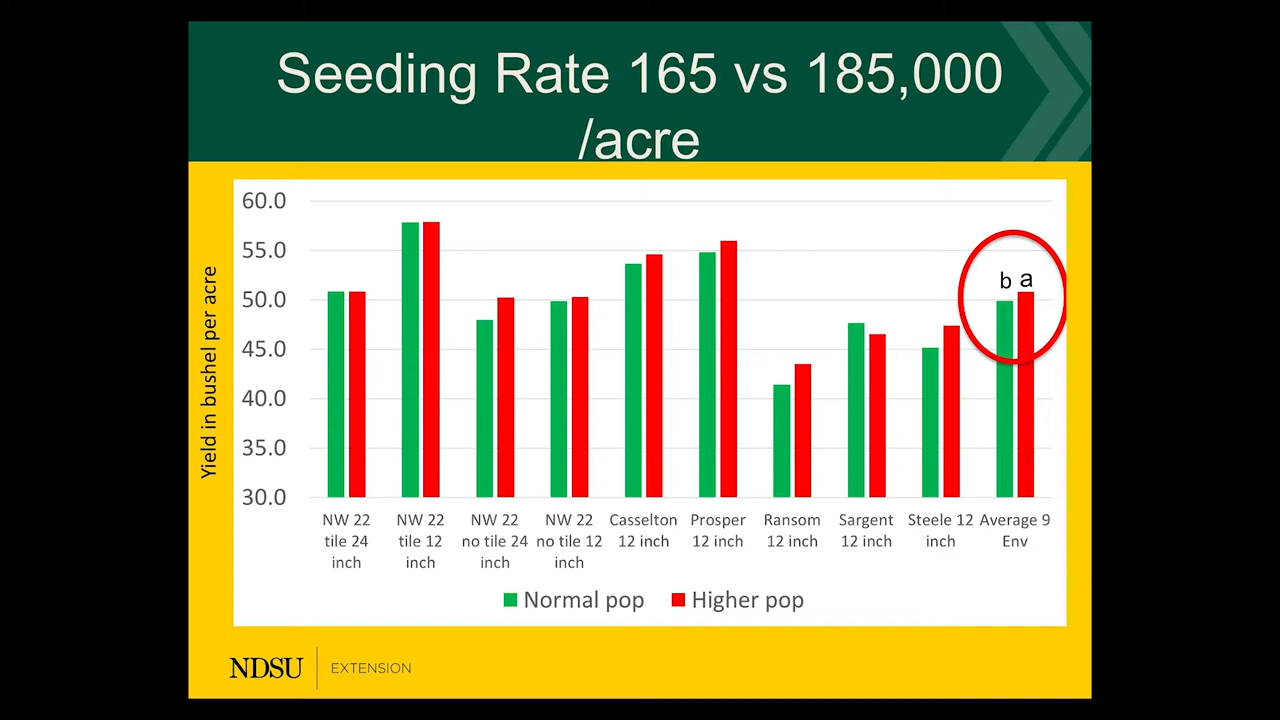 Seeding Rate 165 vs 185,000
/acre
Yield in bushel per acre
60.0
55.0
50.0
45.0
40.0
35.0
30.0
b a
NW 22
tile 24
inch
NW 22
tile 12
inch
NW 22
no tile 24
inch
NW 22
no tile 12
inch
Casselton
12 inch
Prosper
12 inch
Ransom
12 inch
Sargent
12 inch
Steele 12
inch
Average 9
Env
Normal pop Higher pop
NDSU EXTENSION